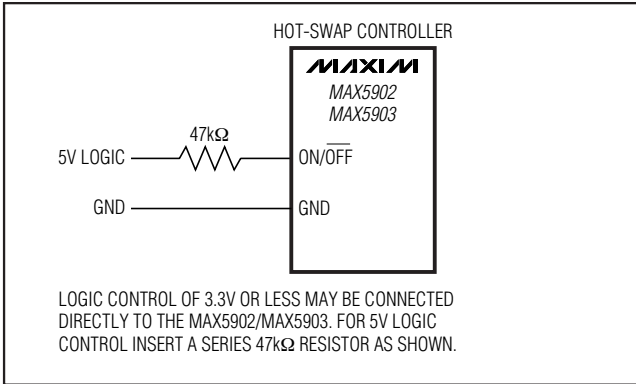 HOT-SWAP CONTROLLER
MAXIM
MAX5902
MAX5903
47kΩ
5V LOGIC
ON/OFF
GND
GND
LOGIC CONTROL OF 3.3V OR LESS MAY BE CONNECTED
DIRECTLY TO THE MAX5902/MAX5903. FOR 5V LOGIC
CONTROL INSERT A SERIES 47kΩ RESISTOR AS SHOWN.